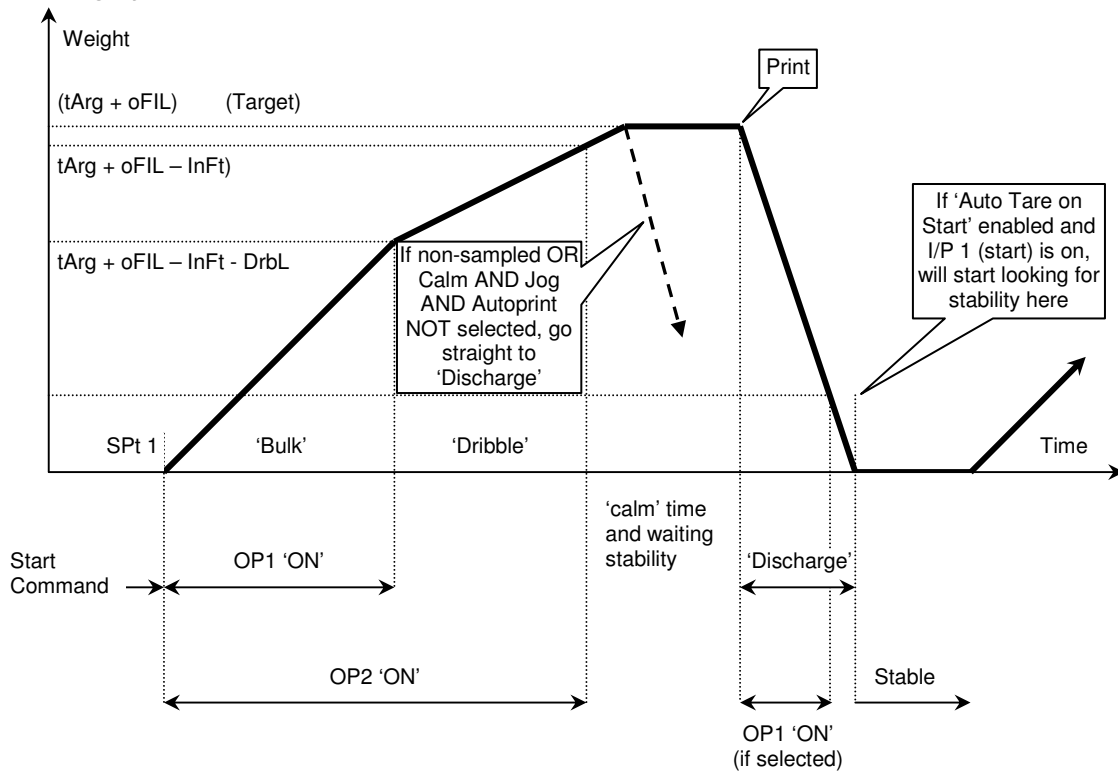 Weight
Print
(tArg + oFIL) (Target)
tArg + oFIL – InFt)
If 'Auto Tare on
Start' enabled and
I/P 1 (start) is on,
will start looking for
stability here
tArg + oFIL – InFt - DrbL
If non-sampled OR
Calm AND Jog
AND Autoprint
NOT selected, go
straight to
'Discharge'
SPt 1
'Bulk'
'Dribble'
Time
'calm' time
and waiting
stability
Start
Command
OP1 'ON'
'Discharge'
OP2 'ON'
Stable
OP1 'ON'
(if selected)